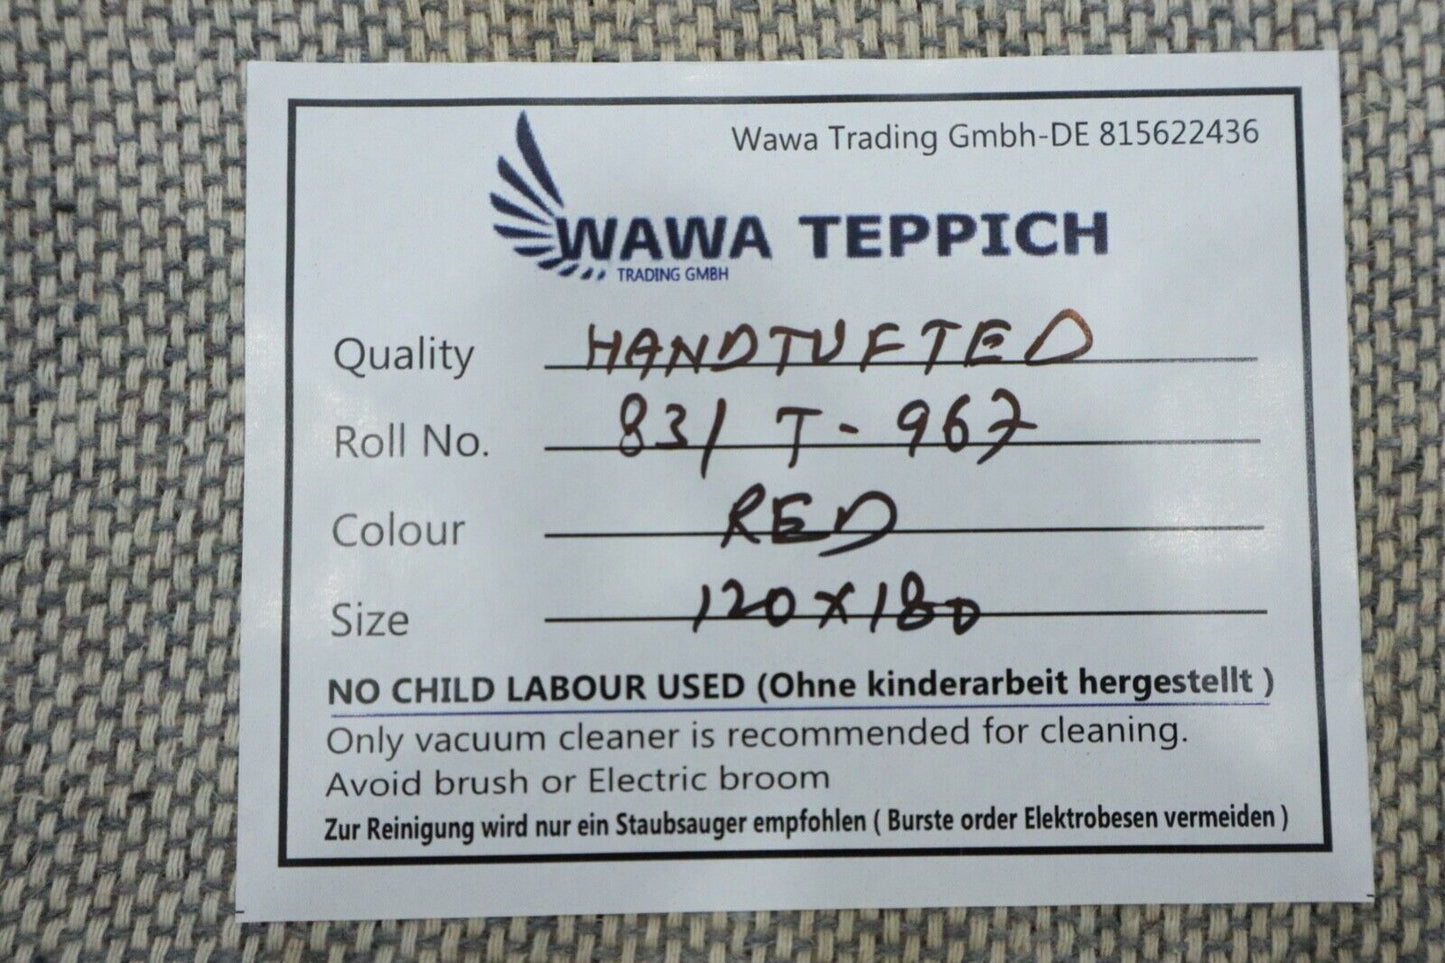 Wawa Trading Gmbh-DE 815622436
WAWA TEPPICH
TRADING GMBH
Quality HANDTUFTED
Roll No. 83/ T-967
Colour RED
Size 120x180
NO CHILD LABOUR USED (Ohne kinderarbeit hergestellt )
Only vacuum cleaner is recommended for cleaning.
Avoid brush or Electric broom
Zur Reinigung wird nur ein Staubsauger empfohlen ( Burste order Elektrobesen vermeiden )